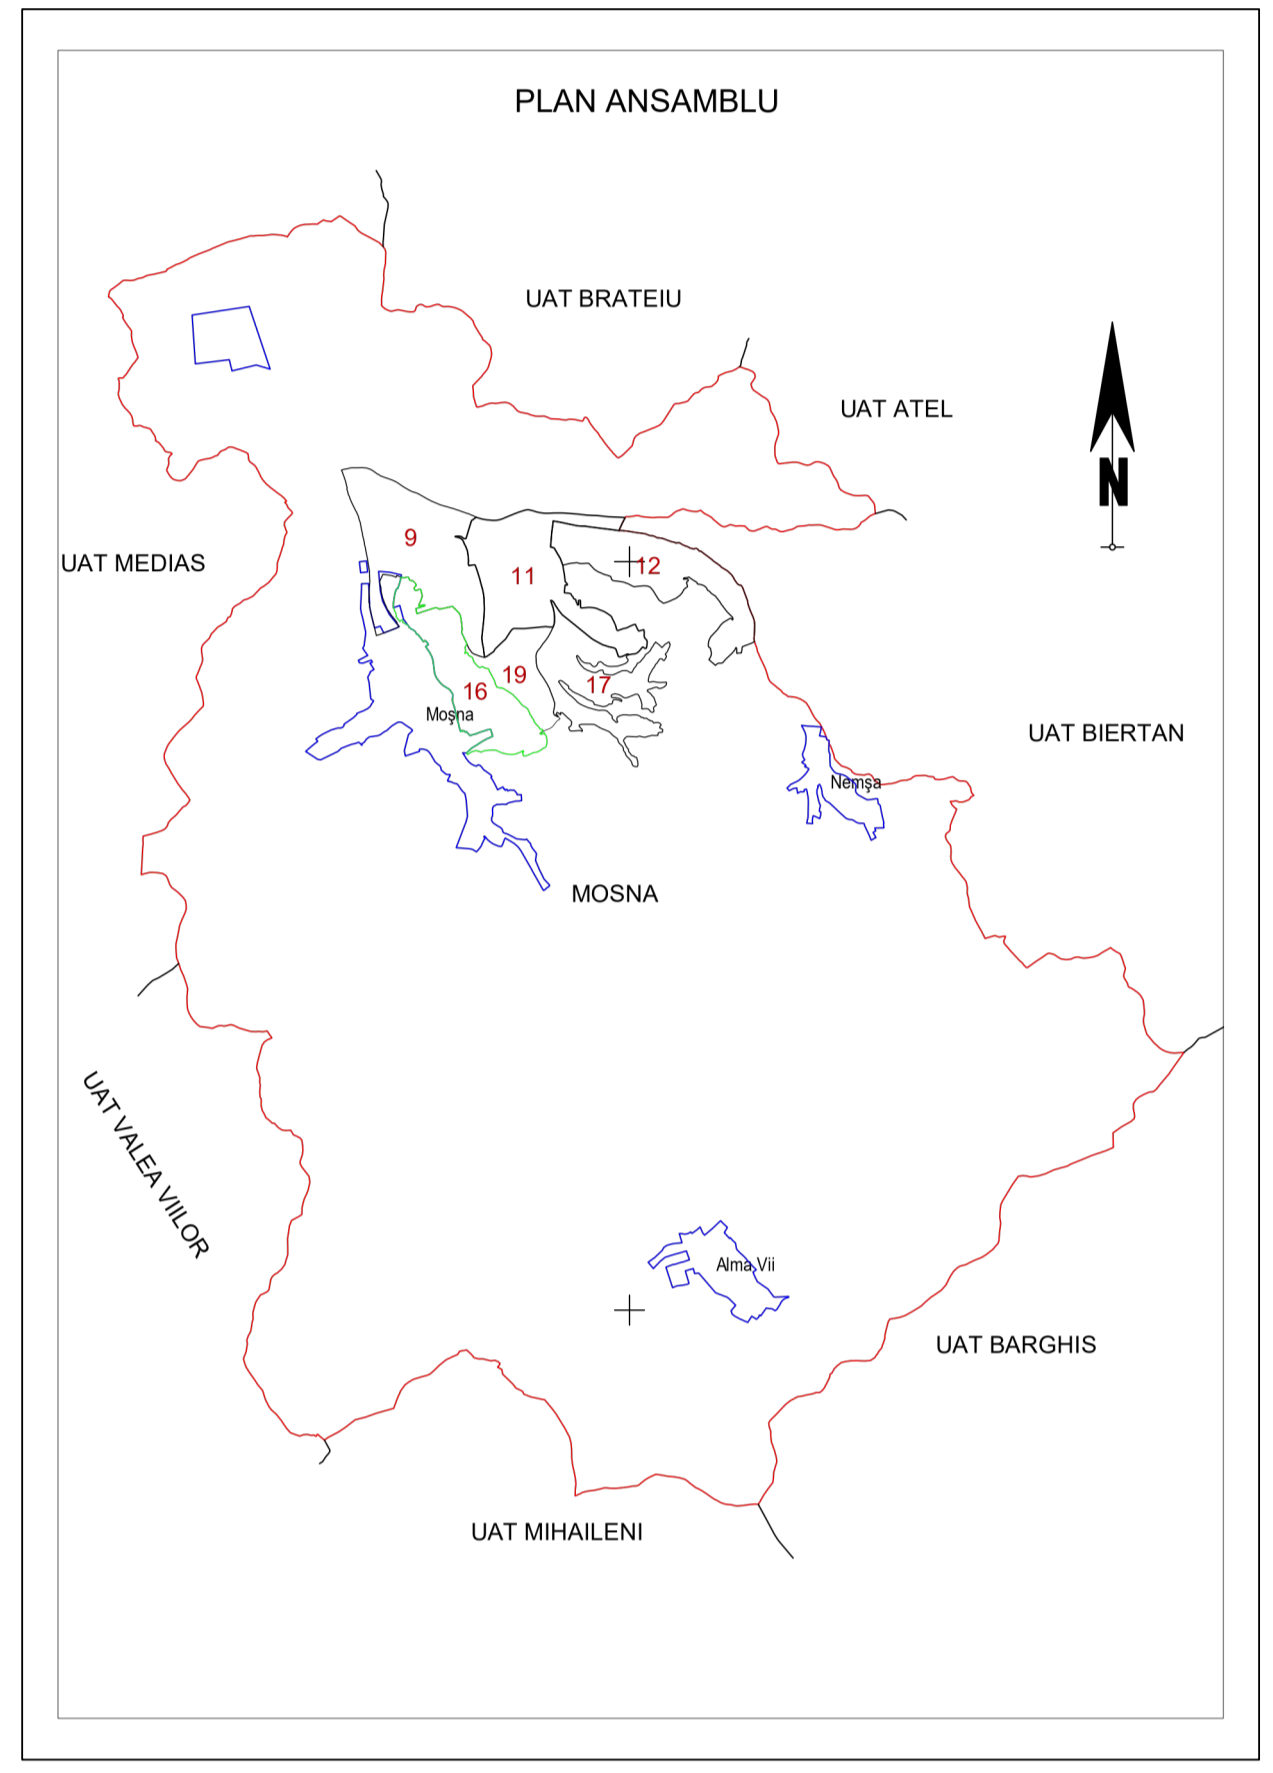 PLAN ANSAMBLU
UAT BRATEIU
UAT ATEL
N
9
UAT MEDIAS
12
11
19
17
16
Moşna
UAT BIERTAN
Nemşa
MOSNA
UAT VALEA VIILOR
Alma Vii
UAT BARGHIS
UAT MIHAILENI